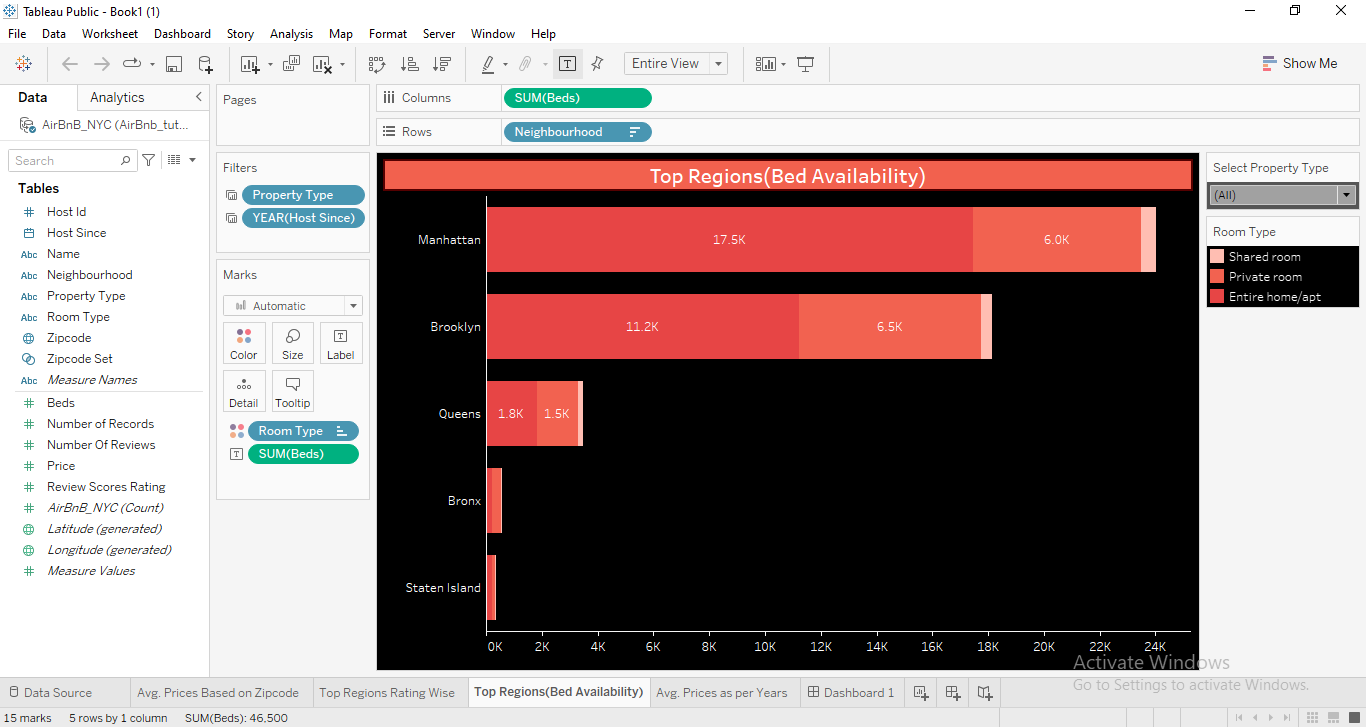 Tableau Public - Book1 (1)
File Data Worksheet Dashboard Story Analysis Map Format Server Window Help
Entire View
Show Me
Data Analytics
AirBnB_NYC (AirBnb_tut...
Search
Tables
Host Id
Host Since
Abc Name
Abc Neighbourhood
Abc Property Type
Abc Room Type
Zipcode
Zipcode Set
Abc Measure Names
Beds
Number of Records
Number Of Reviews
Price
Review Scores Rating
AirBnB_NYC (Count)
Latitude (generated)
Longitude (generated)
Measure Values
Pages
Filters
Property Type
YEAR(Host Since)
Marks
Automatic
Color Size Label
Detail Tooltip
Room Type
SUM(Beds)
Columns SUM(Beds)
Rows Neighbourhood
Top Regions(Bed Availability)
Manhattan 17.5K 6.0K
Brooklyn 11.2K 6.5K
Queens 1.8K 1.5K
Bronx
Staten Island
0K 2K 4K 6K 8K 10K 12K 14K 16K 18K 20K 22K 24K
Select Property Type
(All)
Room Type
Shared room
Private room
Entire home/apt
Activate Windows
Go to Settings to activate Windows.
Data Source Avg. Prices Based on Zipcode Top Regions Rating Wise Top Regions(Bed Availability) Avg. Prices as per Years Dashboard 1
15 marks 5 rows by 1 column SUM(Beds): 46,500